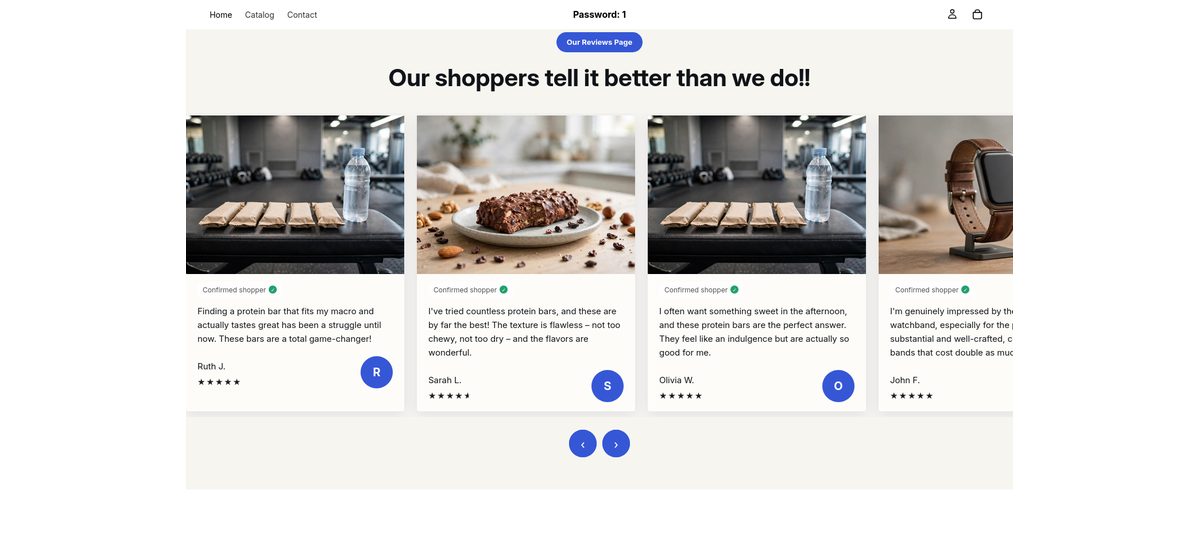 Home Catalog Contact Password: 1
Our Reviews Page
Our shoppers tell it better than we do!!
Confirmed shopper
Finding a protein bar that fits my macro and
actually tastes great has been a struggle until
now. These bars are a total game-changer!
Ruth J.
R
Confirmed shopper
I've tried countless protein bars, and these are
by far the best! The texture is flawless – not too
chewy, not too dry – and the flavors are
wonderful.
Sarah L.
S
Confirmed shopper
I often want something sweet in the afternoon,
and these protein bars are the perfect answer.
They feel like an indulgence but are actually so
good for me.
Olivia W.
O
Confirmed shopper
I'm genuinely impressed by
watchband, especially for the
substantial and well-crafted,
bands that cost double as
John F.